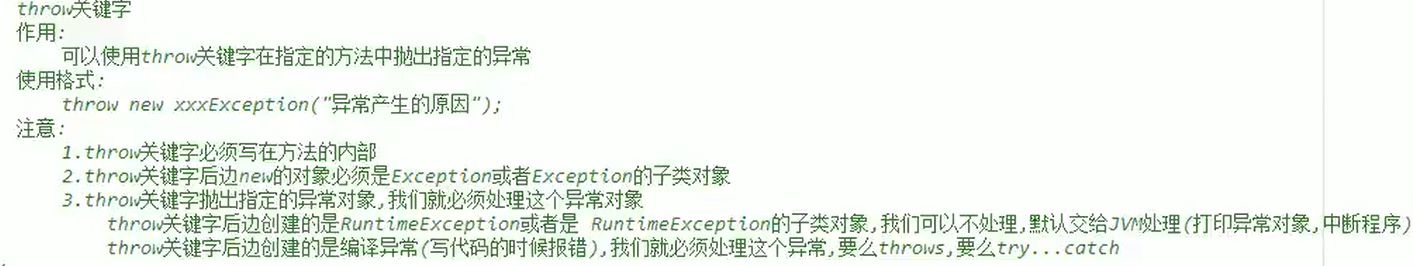 throw关键字
作用:
可以使用throw关键字在指定的方法中抛出指定的异常
使用格式:
throw new xxxException("异常产生的原因");
注意:
1.throw关键字必须写在方法的内部
2.throw关键字后边new的对象必须是Exception或者Exception的子类对象
3.throw关键字抛出指定的异常对象,我们就必须处理这个异常对象
throw关键字后边创建的是RuntimeException或者是 RuntimeException的子类对象,我们可以不处理,默认交给JVM处理(打印异常对象,中断程序)
throw关键字后边创建的是编译异常(写代码的时候报错),我们就必须处理这个异常,要么throws,要么try...catch